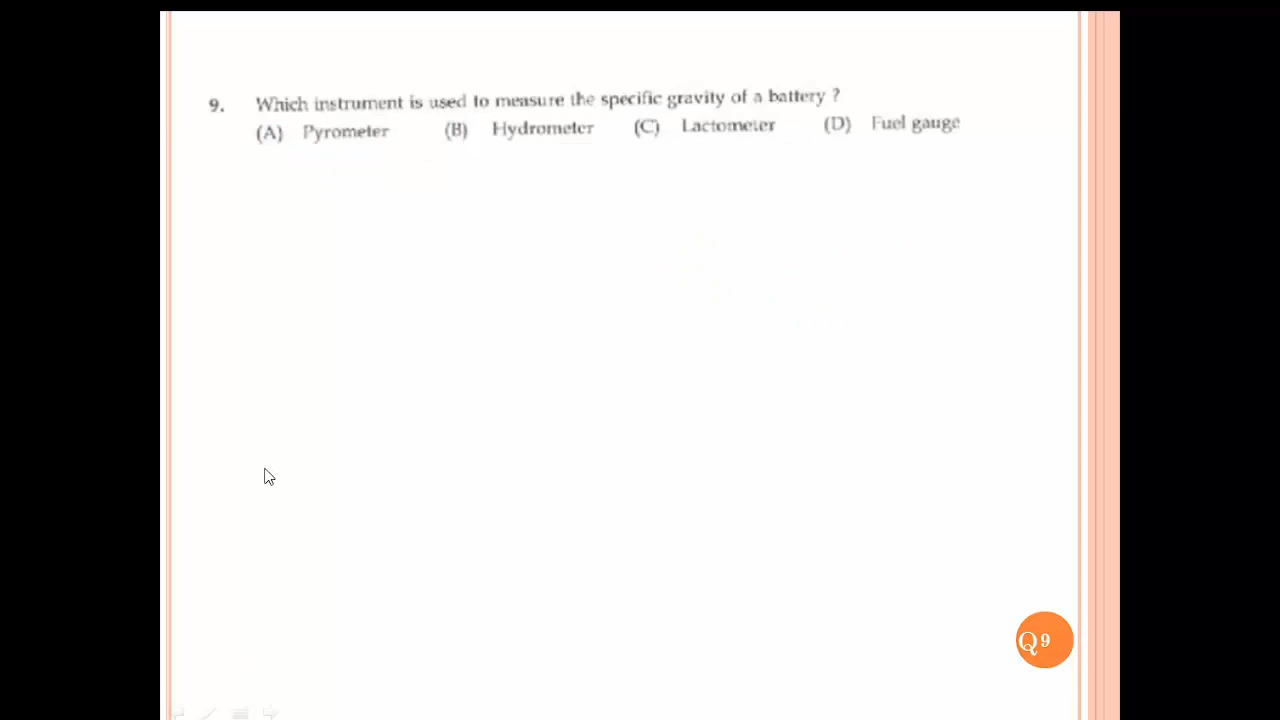 9. Which instrument is used to measure the specific gravity of a battery ?
(A) Pyrometer (B) Hydrometer (C) Lactometer (D) Fuel gauge
Q9